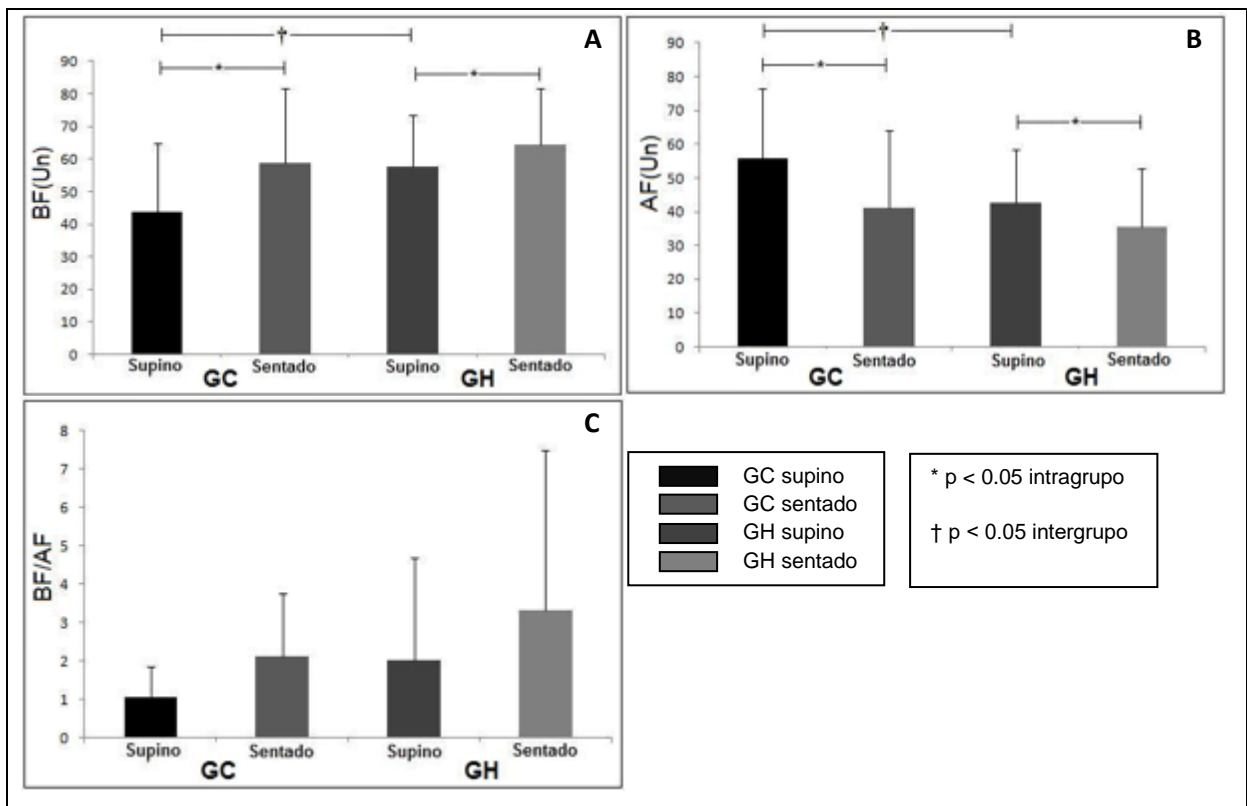 A
†
*
*
BF(Un)
90
80
70
60
50
40
30
20
10
0
Supino Sentado Supino Sentado
GC GH
B
†
*
*
AF(Un)
90
80
70
60
50
40
30
20
10
0
Supino Sentado Supino Sentado
GC GH
C
BF/AF
8
7
6
5
4
3
2
1
0
Supino Sentado Supino Sentado
GC GH
GC supino
GC sentado
GH supino
GH sentado
* p < 0.05 intragrupo
† p < 0.05 intergrupo